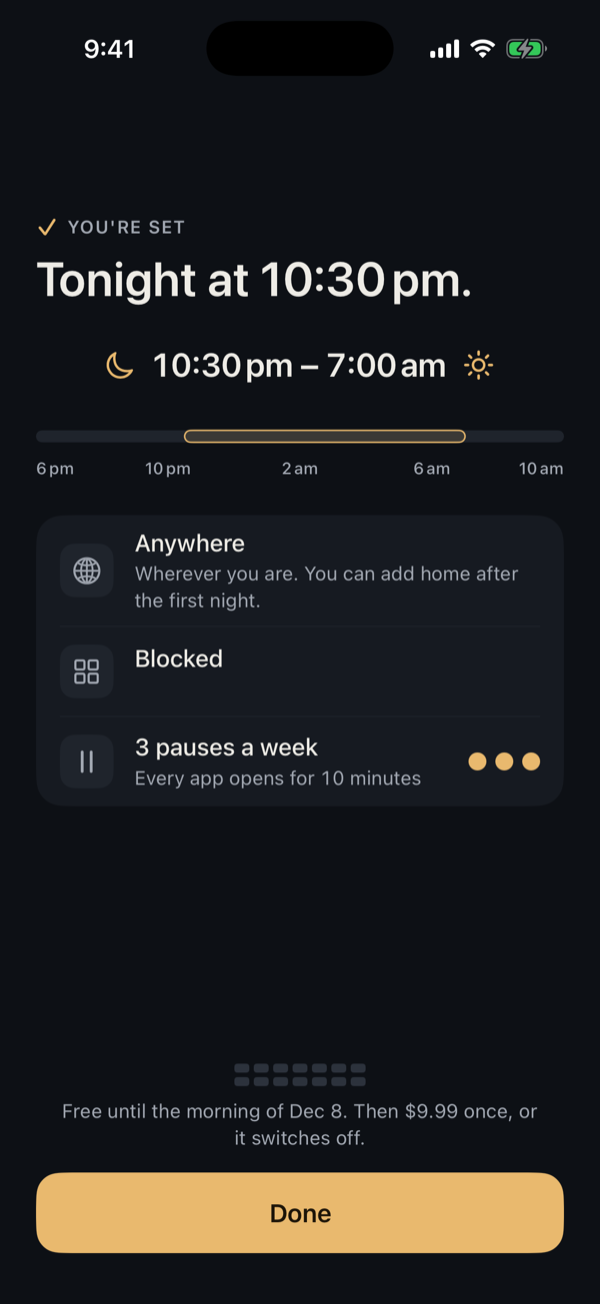 9:41
YOU'RE SET
Tonight at 10:30 pm.
10:30 pm – 7:00 am
6 pm 10 pm 2 am 6 am 10 am
Anywhere
Wherever you are. You can add home after
the first night.
Blocked
3 pauses a week
Every app opens for 10 minutes
Free until the morning of Dec 8. Then $9.99 once, or
it switches off.
Done